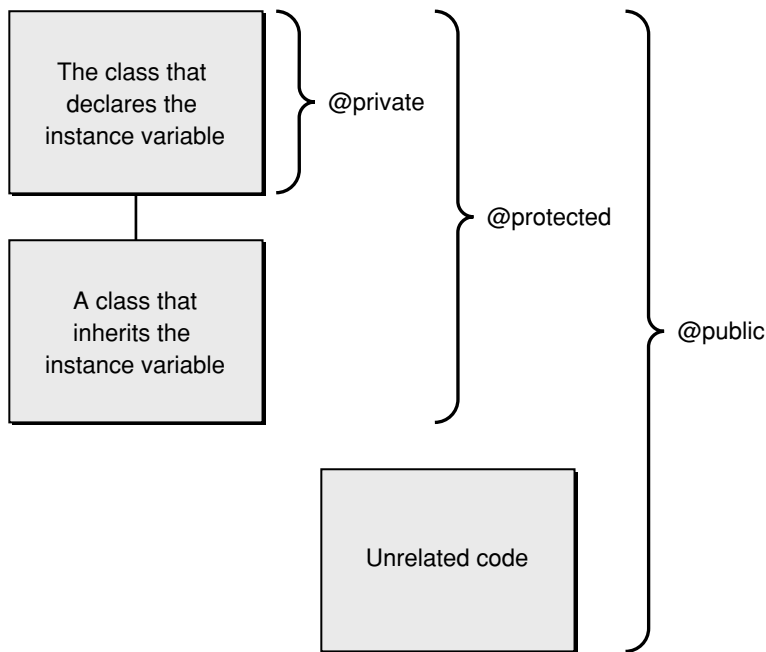 The class that
declares the
instance variable
@private
@protected
A class that
inherits the
instance variable
@public
Unrelated code